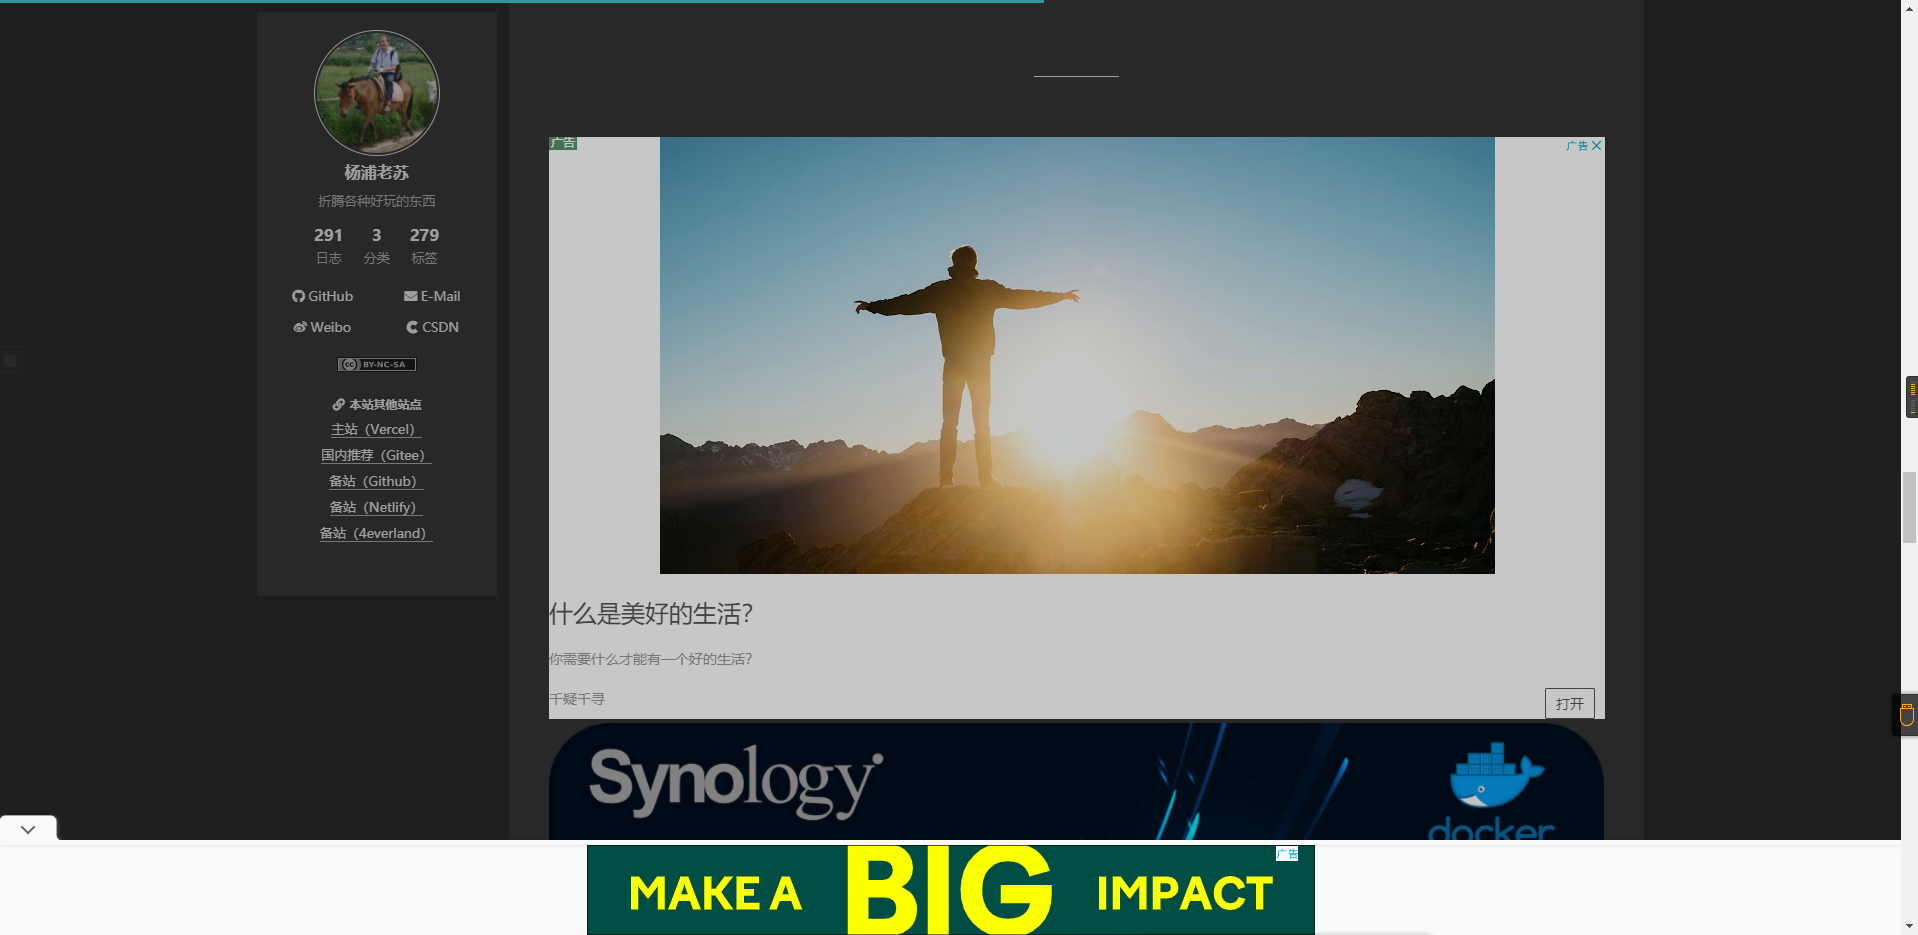 杨浦老苏
折腾各种好玩的东西
291 3 279
日志 分类 标签
GitHub E-Mail
Weibo CSDN
cc BY-NC-SA
本站其他站点
主站（Vercel）
国内推荐（Gitee）
备站（Github）
备站（Netlify）
备站（4everland）
广告
广告
什么是美好的生活？
你需要什么才能有一个好的生活？
千疑千寻
打开
Synology
docker
广告
MAKE A BIG IMPACT